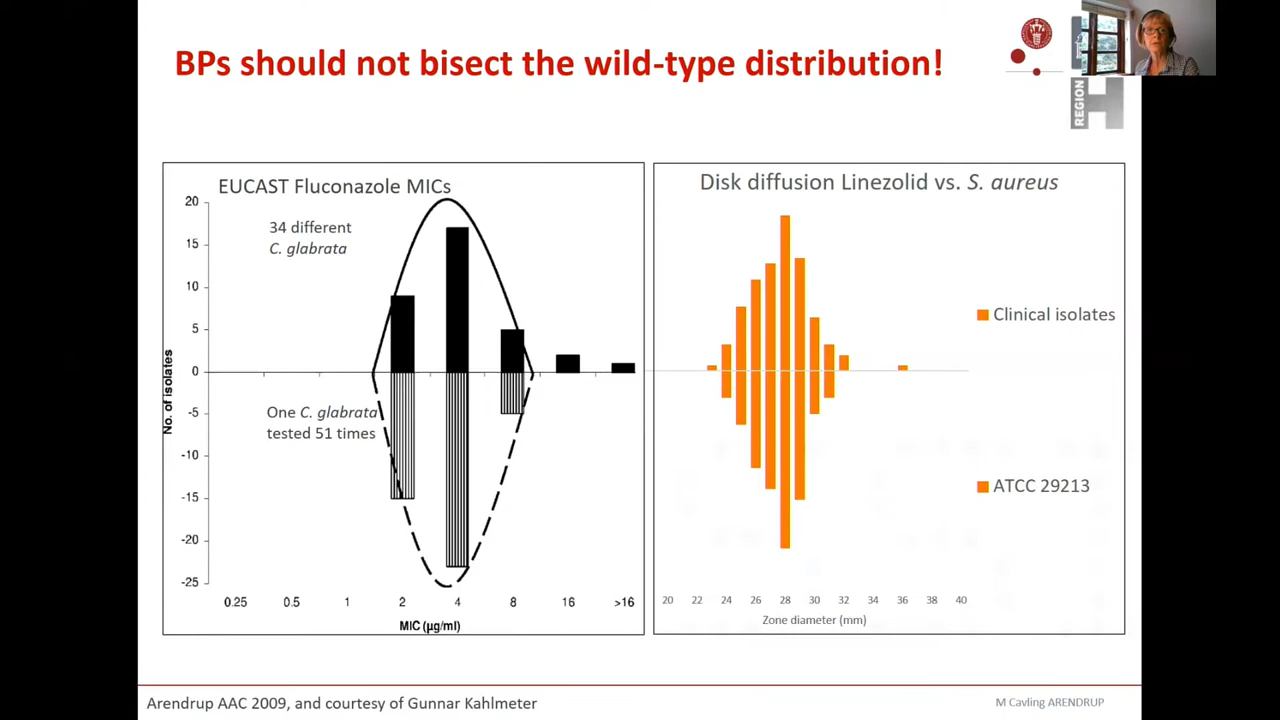 BPs should not bisect the wild-type distribution!
REGION
EUCAST Fluconazole MICs
34 different
C. glabrata
One C. glabrata
tested 51 times
No. of isolates
20
15
10
5
0
-5
-10
-15
-20
-25
0.25 0.5 1 2 4 8 16 >16
MIC (µg/ml)
Disk diffusion Linezolid vs. S. aureus
Clinical isolates
ATCC 29213
20 22 24 26 28 30 32 34 36 38 40
Zone diameter (mm)
Arendrup AAC 2009, and courtesy of Gunnar Kahlmeter
M Cavling ARENDRUP